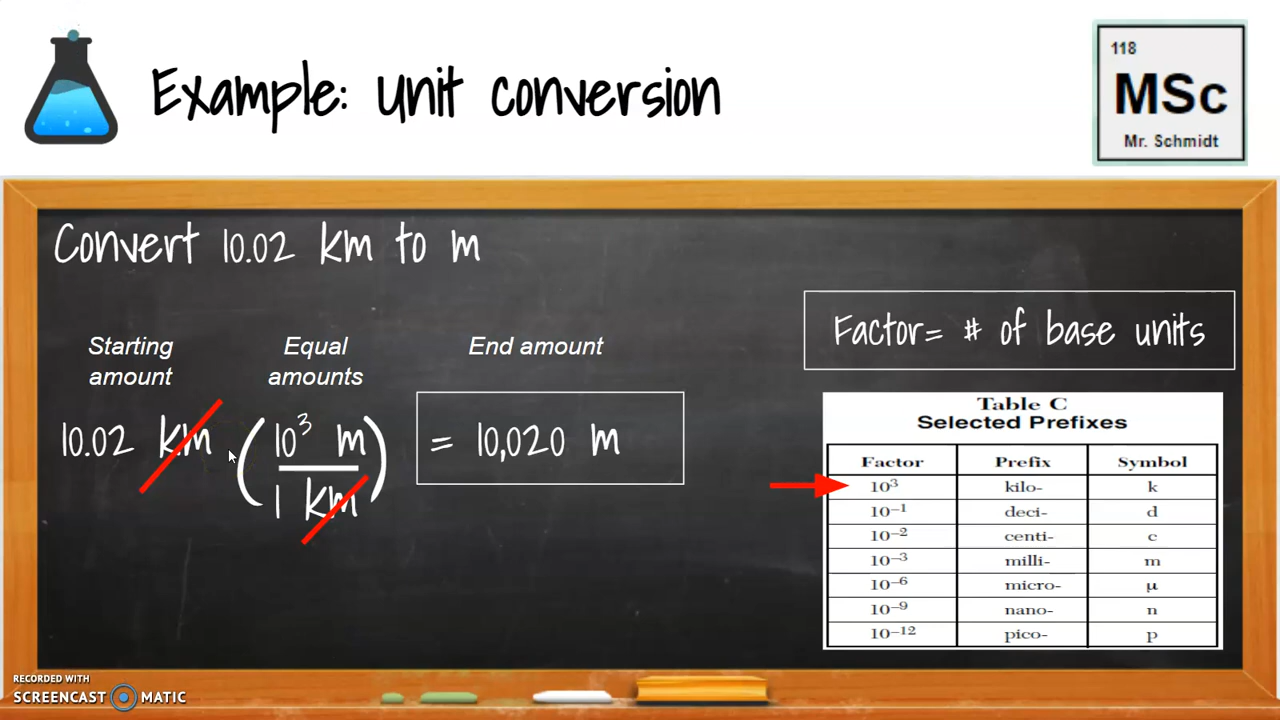 Example: Unit conversion
118
MSc
Mr. Schmidt
Convert 10.02 km to m
Starting amount
Equal amounts
End amount
10.02 km (10³ m / 1 km) = 10,020 m
Factor= # of base units
Table C
Selected Prefixes
Factor Prefix Symbol
10³ kilo- k
10⁻¹ deci- d
10⁻² centi- c
10⁻³ milli- m
10⁻⁶ micro- μ
10⁻⁹ nano- n
10⁻¹² pico- p
RECORDED WITH
SCREENCAST MATIC